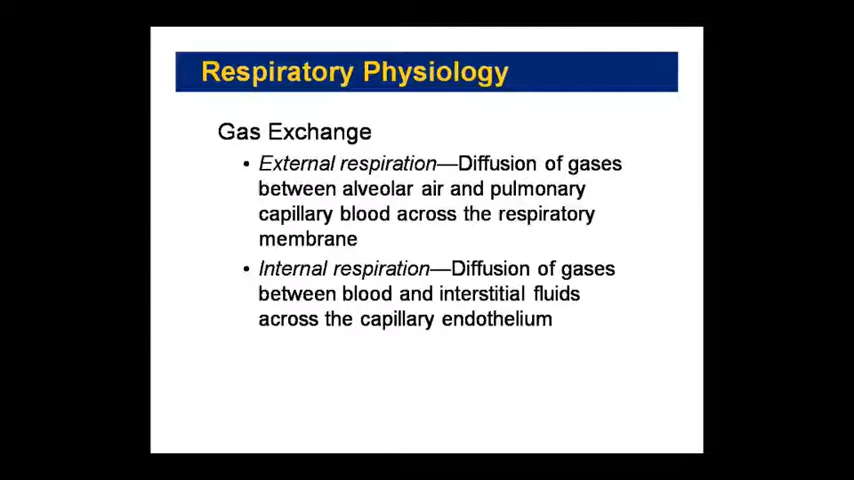 Respiratory Physiology
Gas Exchange
• External respiration—Diffusion of gases
between alveolar air and pulmonary
capillary blood across the respiratory
membrane
• Internal respiration—Diffusion of gases
between blood and interstitial fluids
across the capillary endothelium